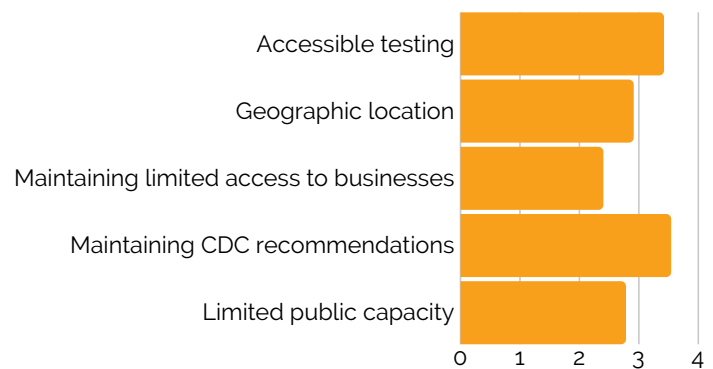 Accessible testing
Geographic location
Maintaining limited access to businesses
Maintaining CDC recommendations
Limited public capacity
0 1 2 3 4